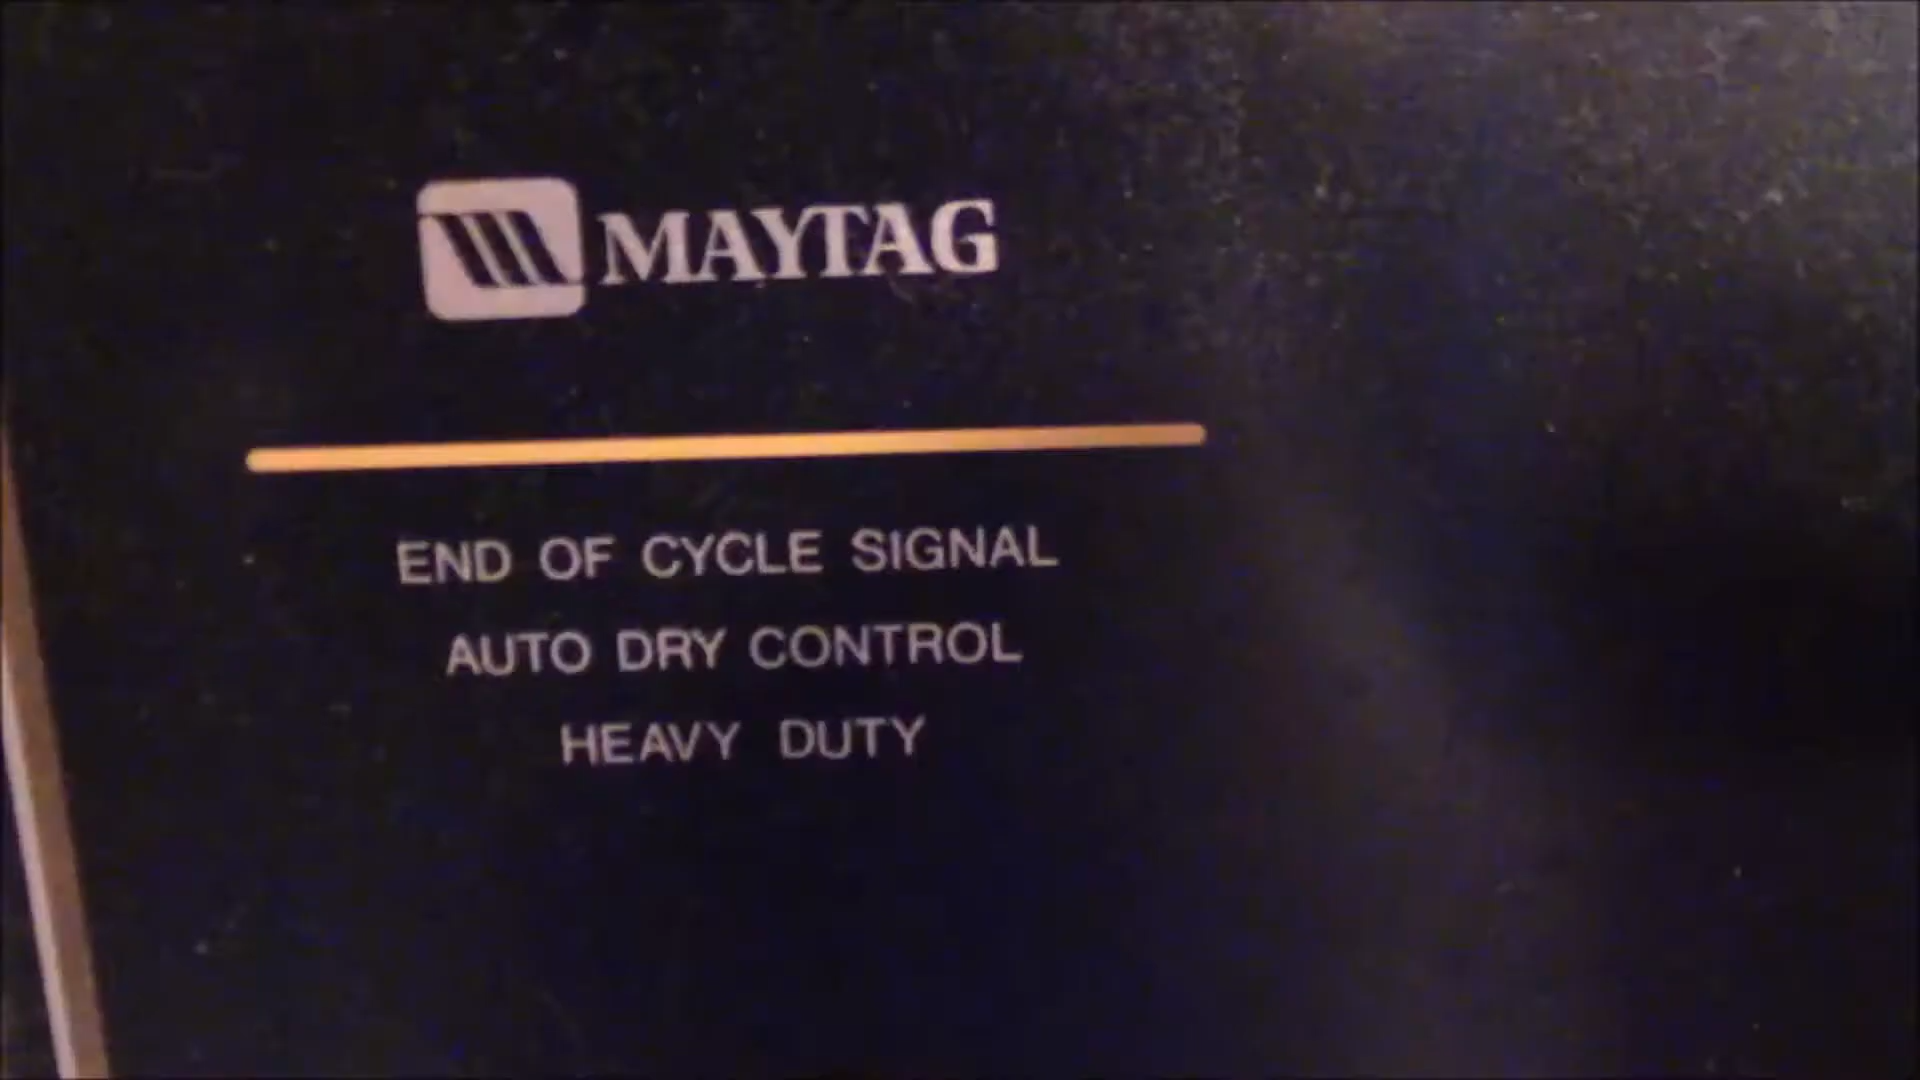 MAYTAG
END OF CYCLE SIGNAL
AUTO DRY CONTROL
HEAVY DUTY